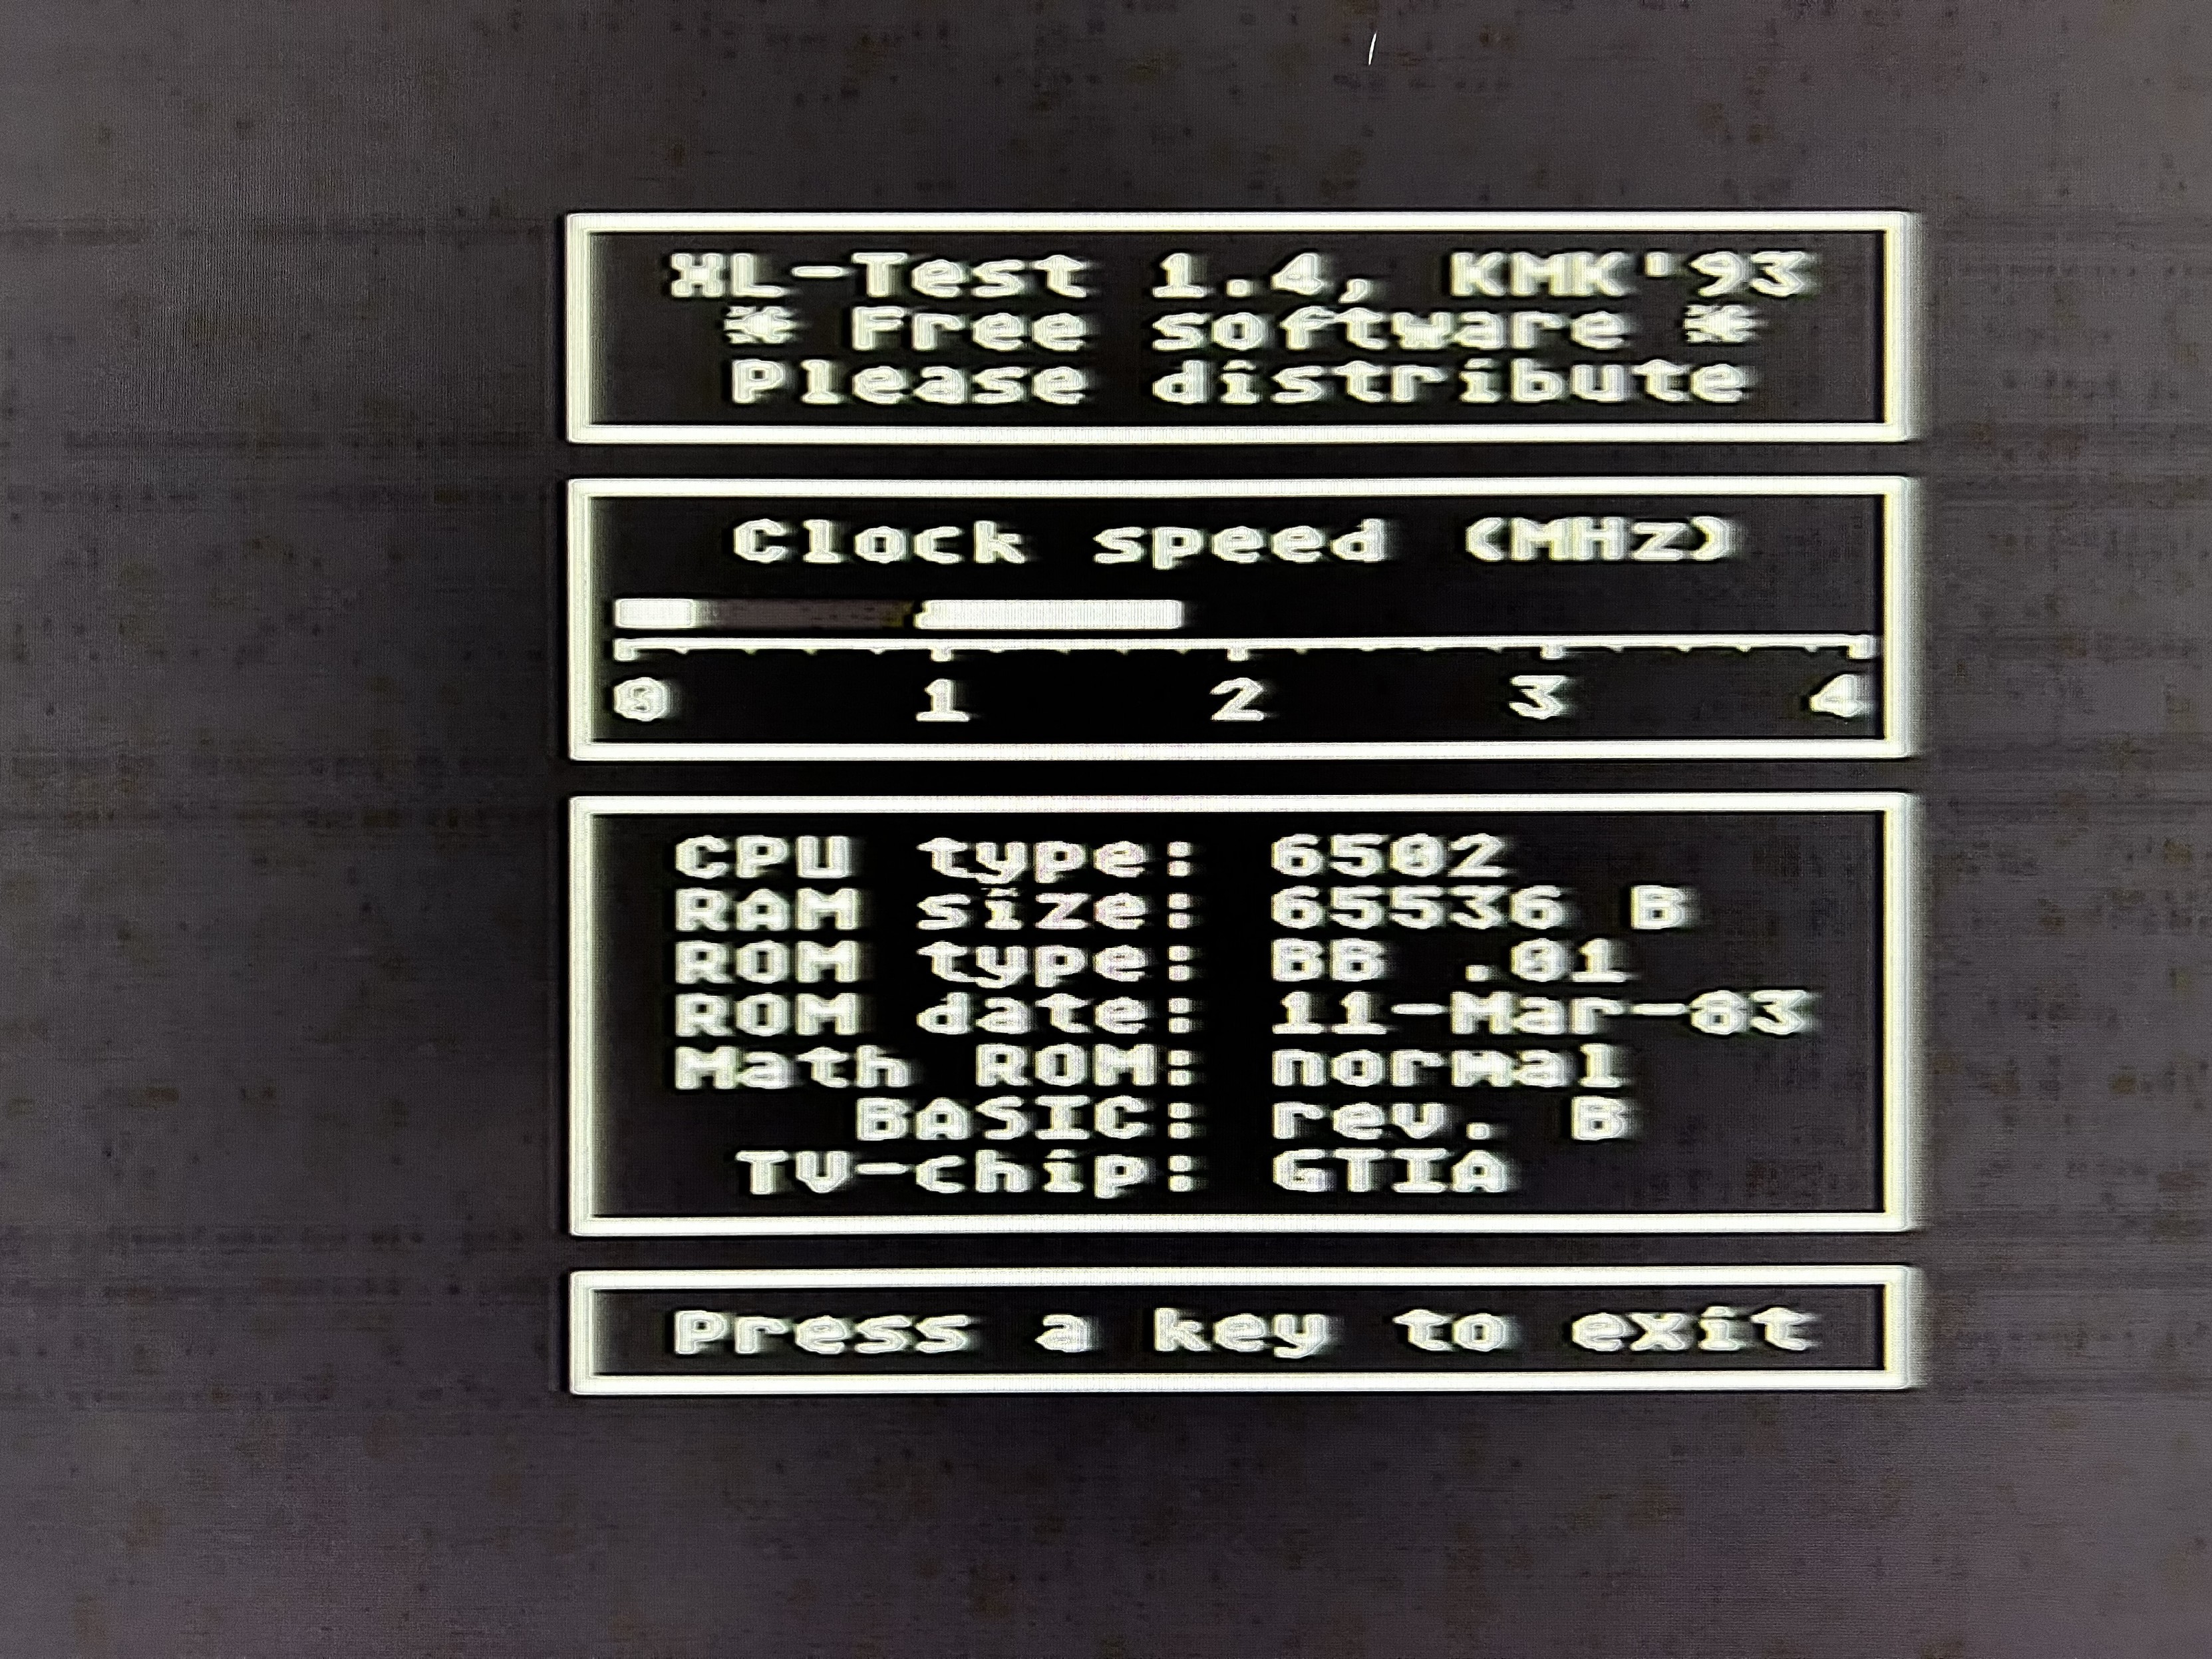 XL-Test 1.4, KMK'93
* Free software *
Please distribute
Clock speed (MHz)
0 1 2 3 4
CPU type: 6502
RAM size: 65536 B
ROM type: BB .01
ROM date: 11-Mar-83
Math ROM: normal
BASIC: rev. B
TV-chip: GTIA
Press a key to exit